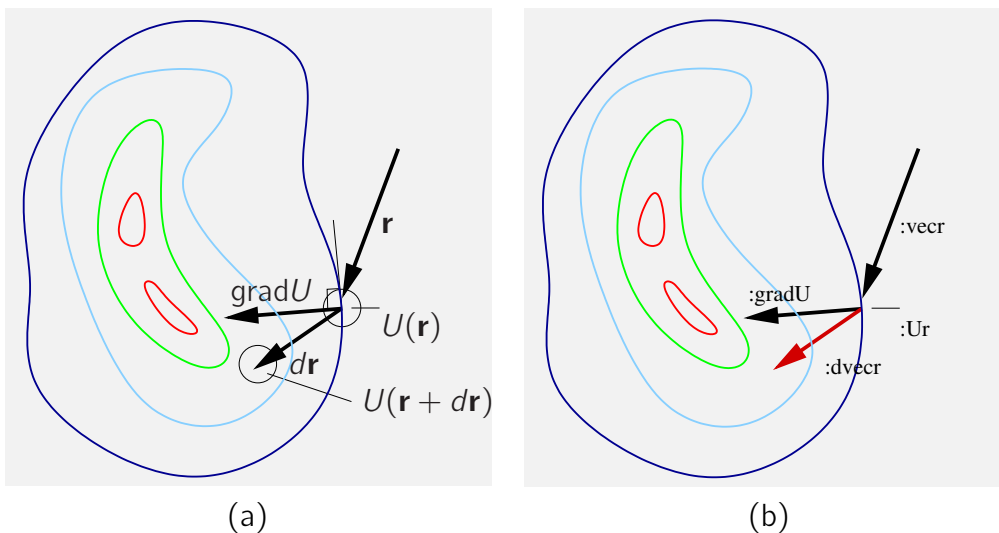 r
gradU
U(r)
dr
U(r + dr)
(a)
:vecr
:gradU
:Ur
:dvecr
(b)